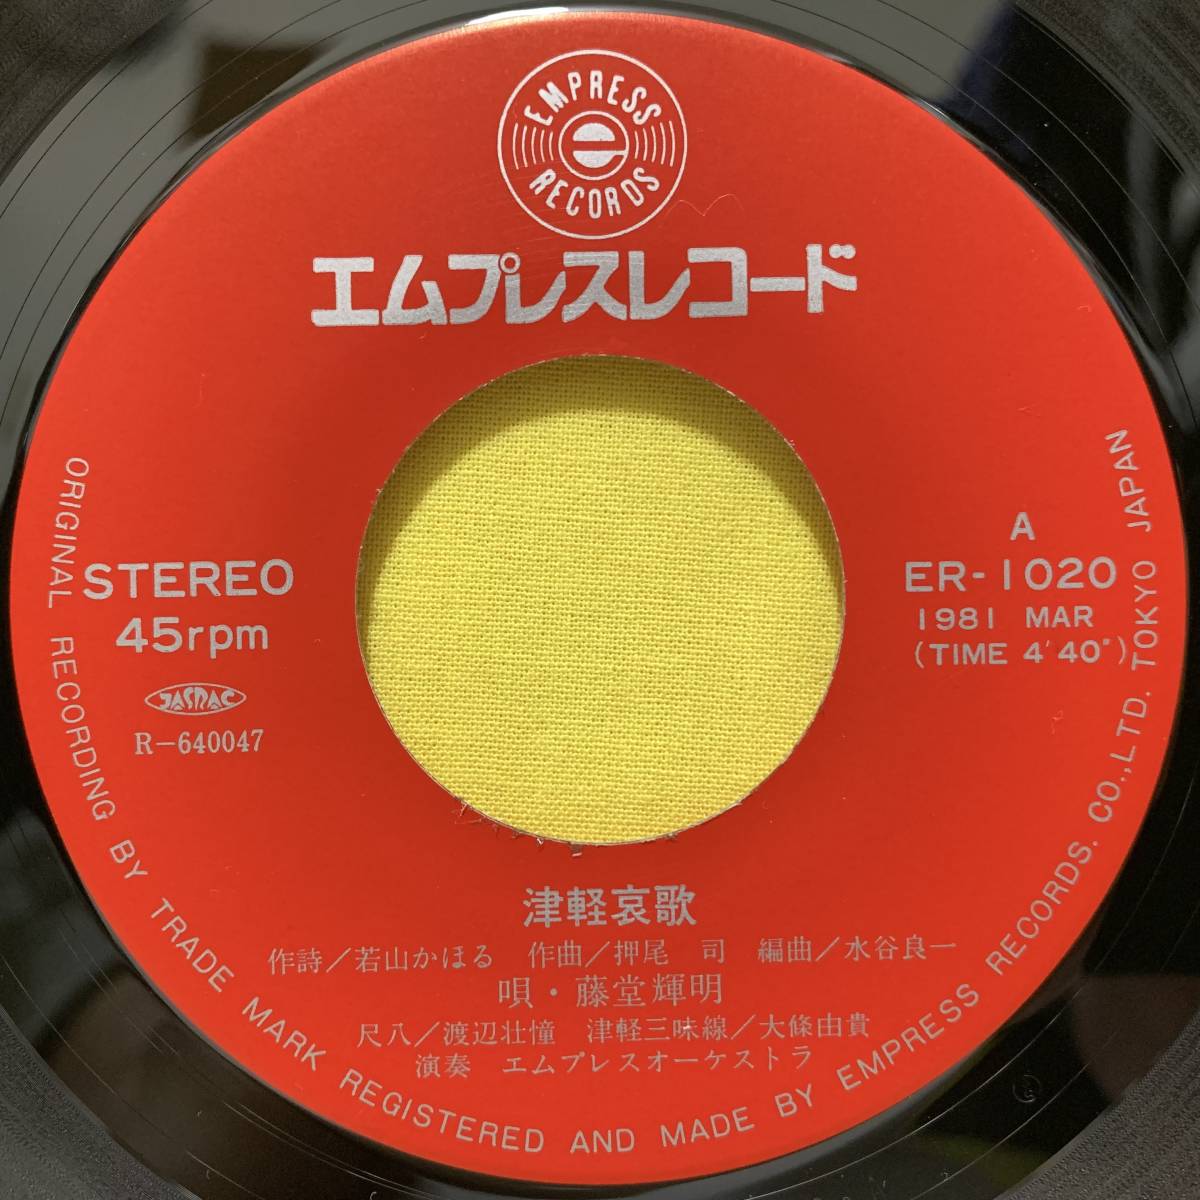 EMPRESS
e
RECORDS
エムプレスレコード
STEREO
45rpm
JASRAC
R-640047
A
ER-1020
1981 MAR
(TIME 4'40")
津軽哀歌
作詩/若山かほる 作曲/押尾 司 編曲/水谷良一
唄・藤堂輝明
尺八/渡辺壮憧 津軽三味線/大條由貴
演奏 エムプレスオーケストラ
ORIGINAL RECORDING BY TRADE MARK REGISTERED AND MADE BY EMPRESS RECORDS. CO.,LTD. TOKYO JAPAN